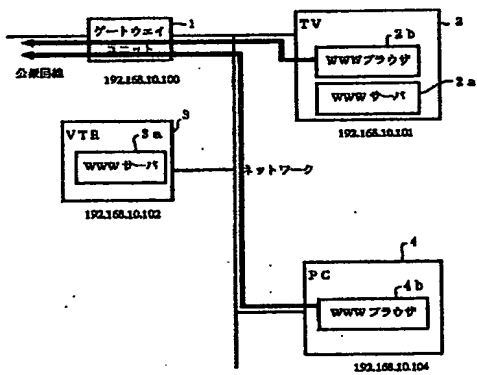 ゲートウェイ
ユニット
1
公衆回線
192.168.10.100
TV
2
WWWブラウザ
2b
WWWサーバ
2a
192.168.10.101
VTR
3
3a
WWWサーバ
192.168.10.102
ネットワーク
PC
4
4b
WWWブラウザ
192.168.10.104